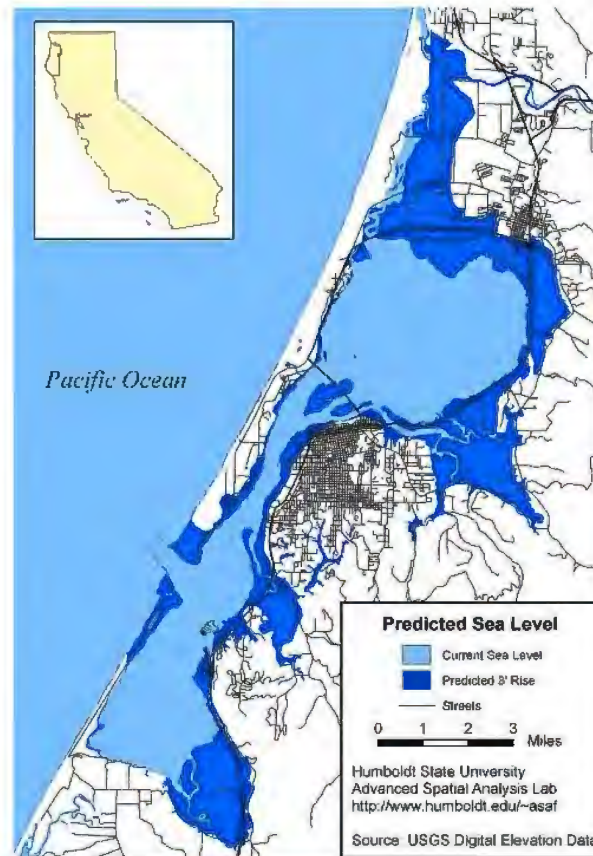 Pacific Ocean
Predicted Sea Level
Current Sea Level
Predicted 3' Rise
Streets
0 1 2 3
Miles
Humboldt State University
Advanced Spatial Analysis Lab
http://www.humboldt.edu/~asaf
Source: USGS Digital Elevation Data